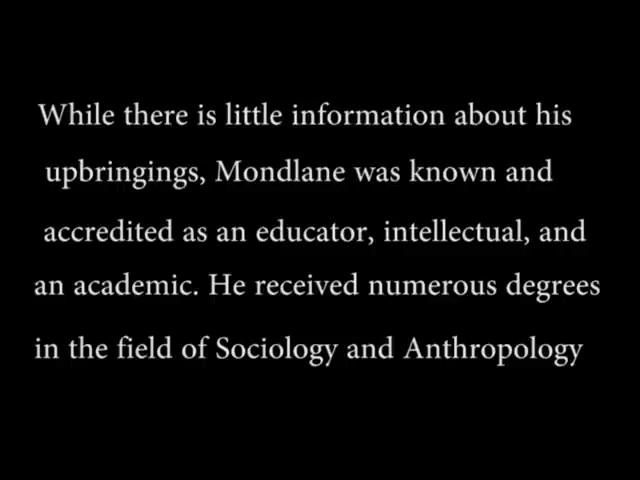 While there is little information about his
upbringings, Mondlane was known and
accredited as an educator, intellectual, and
an academic. He received numerous degrees
in the field of Sociology and Anthropology